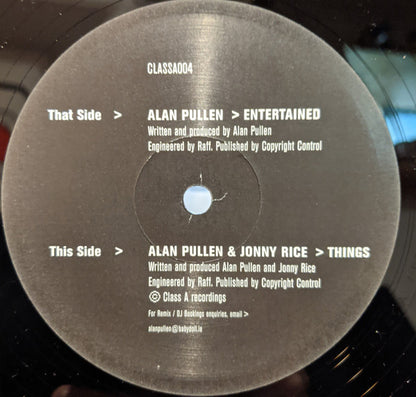 CLASSA004
That Side > ALAN PULLEN > ENTERTAINED
Written and produced by Alan Pullen
Engineered by Raff. Published by Copyright Control
This Side > ALAN PULLEN & JONNY RICE > THINGS
Written and produced Alan Pullen and Jonny Rice
Engineered by Raff. Published by Copyright Control
© Class A recordings
For Remix / DJ Bookings enquiries, email >
alanpullen@babydoll.ie